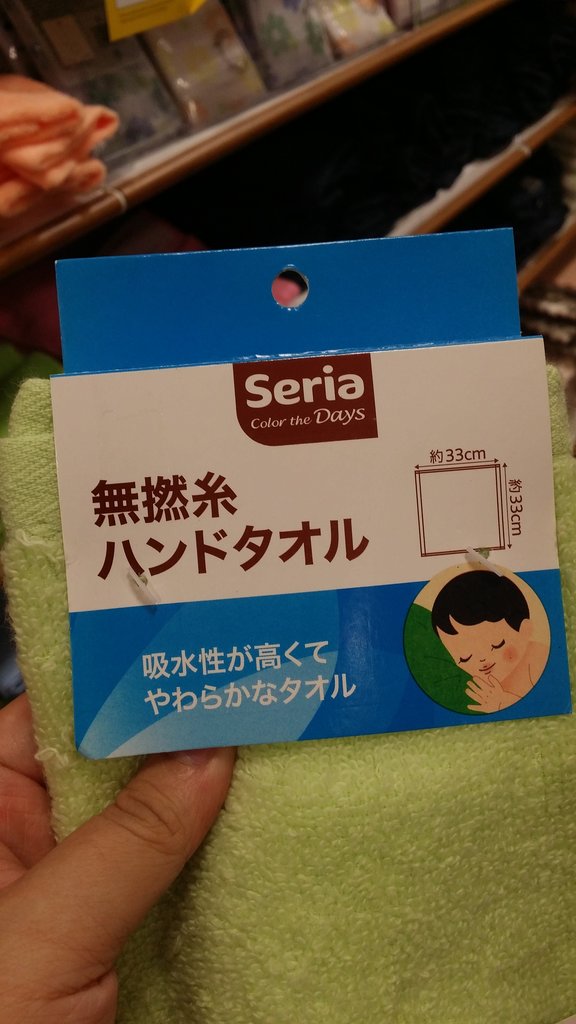 Seria
Color the Days
無撚糸
ハンドタオル
約33cm
約33cm
吸水性が高くて
やわらかなタオル